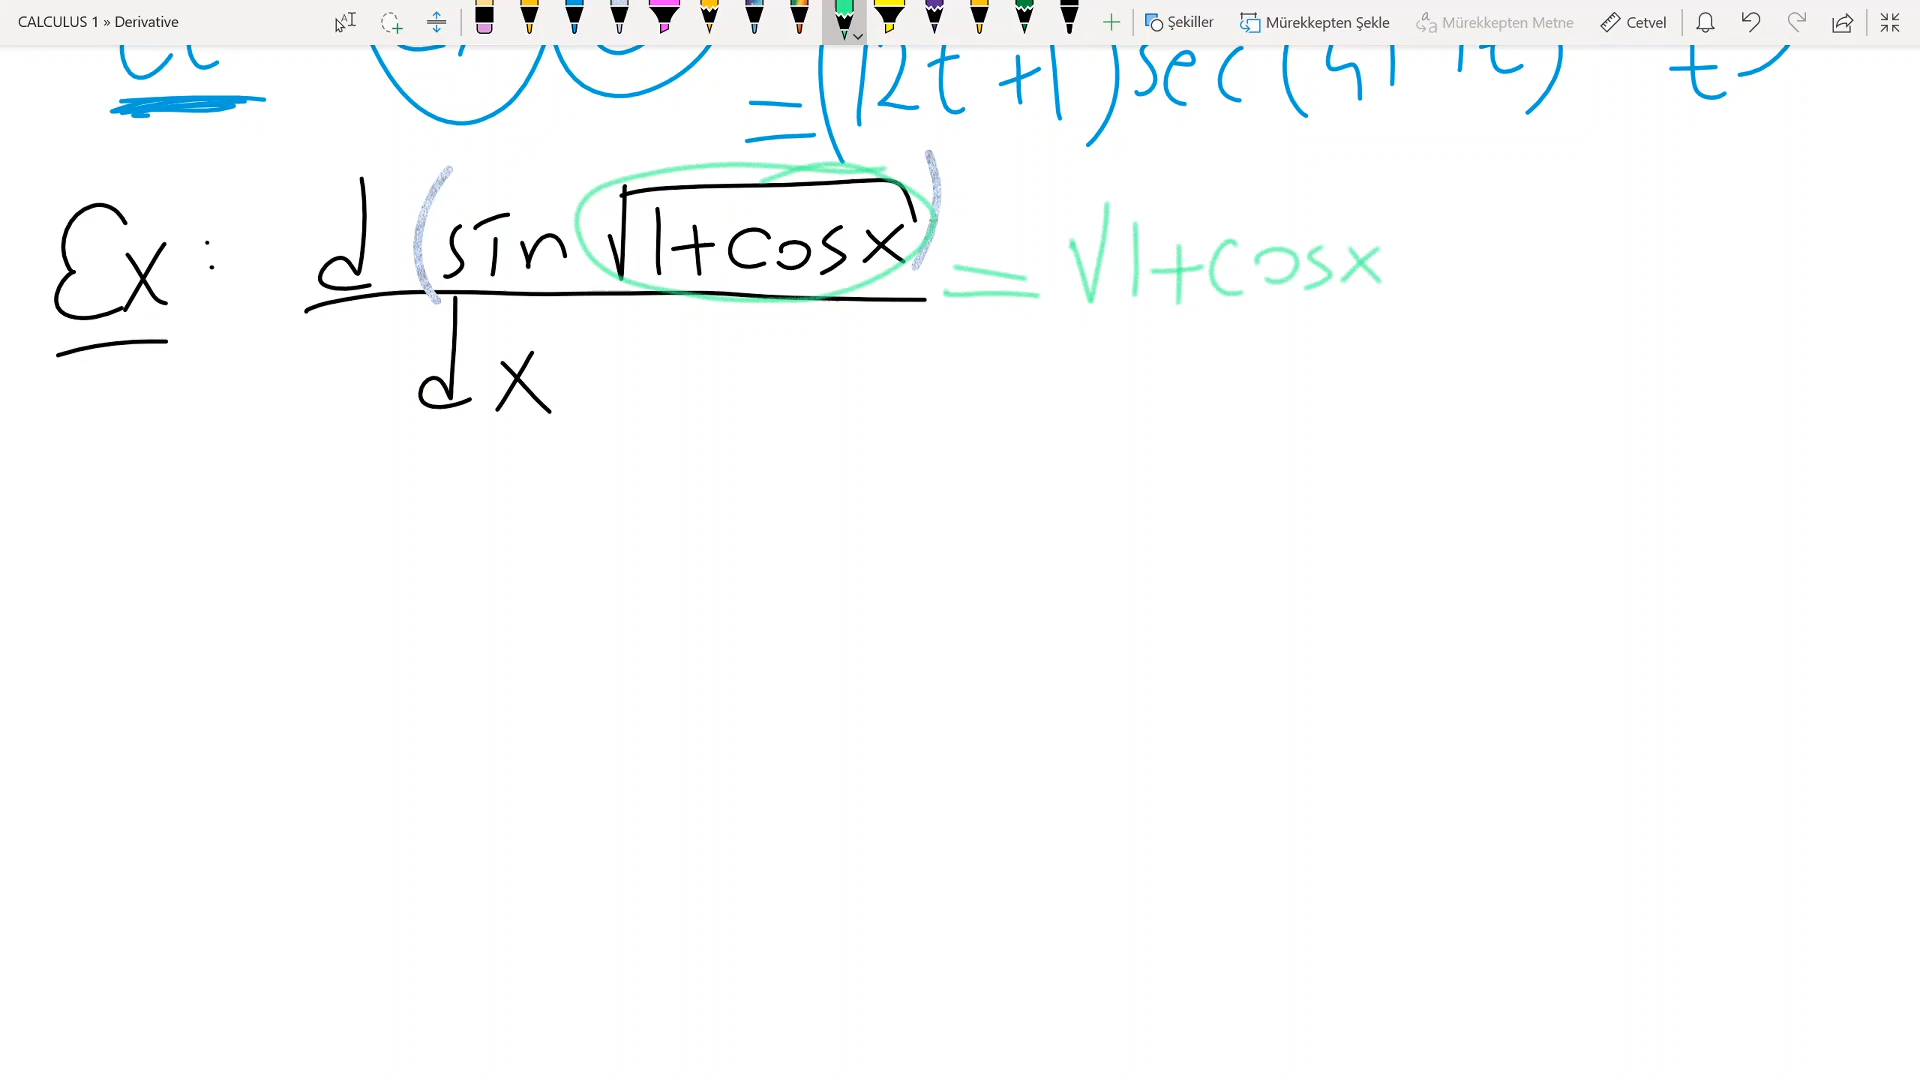 CALCULUS 1 » Derivative Şekiller Mürekkepten Şekle Mürekkepten Metne Cetvel
= (12t+1) sec(
Ex: d (sin √1+cosx) = √1+cosx
dx